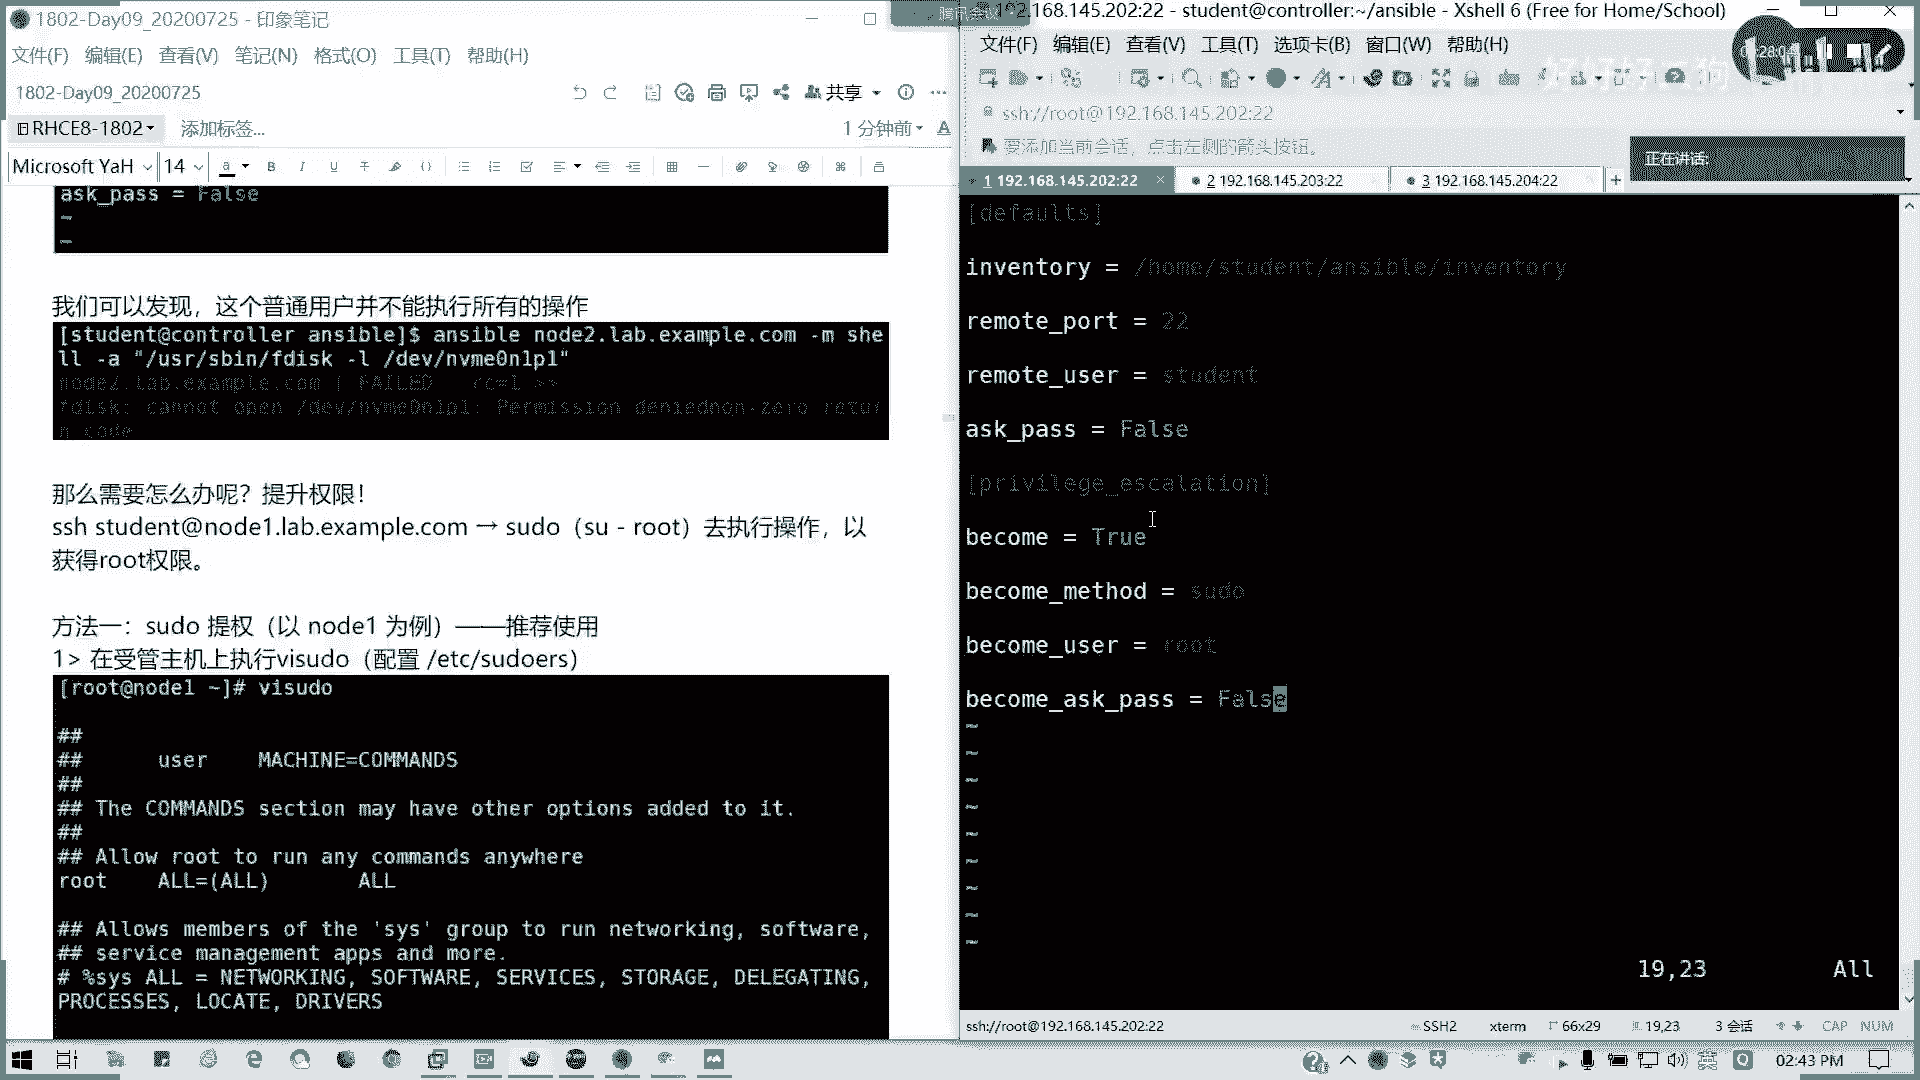 1802-Day09_20200725 - 印象笔记
文件(F) 编辑(E) 查看(V) 笔记(N) 格式(O) 工具(T) 帮助(H)
1802-Day09_20200725
共享
RHCE8-1802
添加标签...
1 分钟前
Microsoft YaH 14
ask_pass = False
~
~
我们可以发现，这个普通用户并不能执行所有的操作
[student@controller ansible]$ ansible node2.lab.example.com -m she
ll -a "/usr/sbin/fdisk -l /dev/nvme0n1p1"
node2.lab.example.com | FAILED | rc=1 >>
fdisk: cannot open /dev/nvme0n1p1: Permission deniednon-zero retur
n code
那么需要怎么办呢？提升权限！
ssh student@node1.lab.example.com → sudo（su - root）去执行操作，以
获得root权限。
方法一：sudo 提权（以 node1 为例）——推荐使用
1> 在受管主机上执行visudo（配置 /etc/sudoers）
[root@node1 ~]# visudo
##
## user MACHINE=COMMANDS
##
## The COMMANDS section may have other options added to it.
##
## Allow root to run any commands anywhere
root ALL=(ALL) ALL
## Allows members of the 'sys' group to run networking, software,
## service management apps and more.
# %sys ALL = NETWORKING, SOFTWARE, SERVICES, STORAGE, DELEGATING,
PROCESSES, LOCATE, DRIVERS
腾讯会议
192.168.145.202:22 - student@controller:~/ansible - Xshell 6 (Free for Home/School)
文件(F) 编辑(E) 查看(V) 工具(T) 选项卡(B) 窗口(W) 帮助(H)
ssh://root@192.168.145.202:22
要添加当前会话，点击左侧的箭头按钮。
正在讲话:
1 192.168.145.202:22
2 192.168.145.203:22
3 192.168.145.204:22
[defaults]
inventory = /home/student/ansible/inventory
remote_port = 22
remote_user = student
ask_pass = False
[privilege_escalation]
become = True
become_method = sudo
become_user = root
become_ask_pass = False
~
~
~
~
~
~
~
~
~
19,23 All
ssh://root@192.168.145.202:22
SSH2 xterm 66x29 19,23 3 会话 CAP NUM
英
02:43 PM